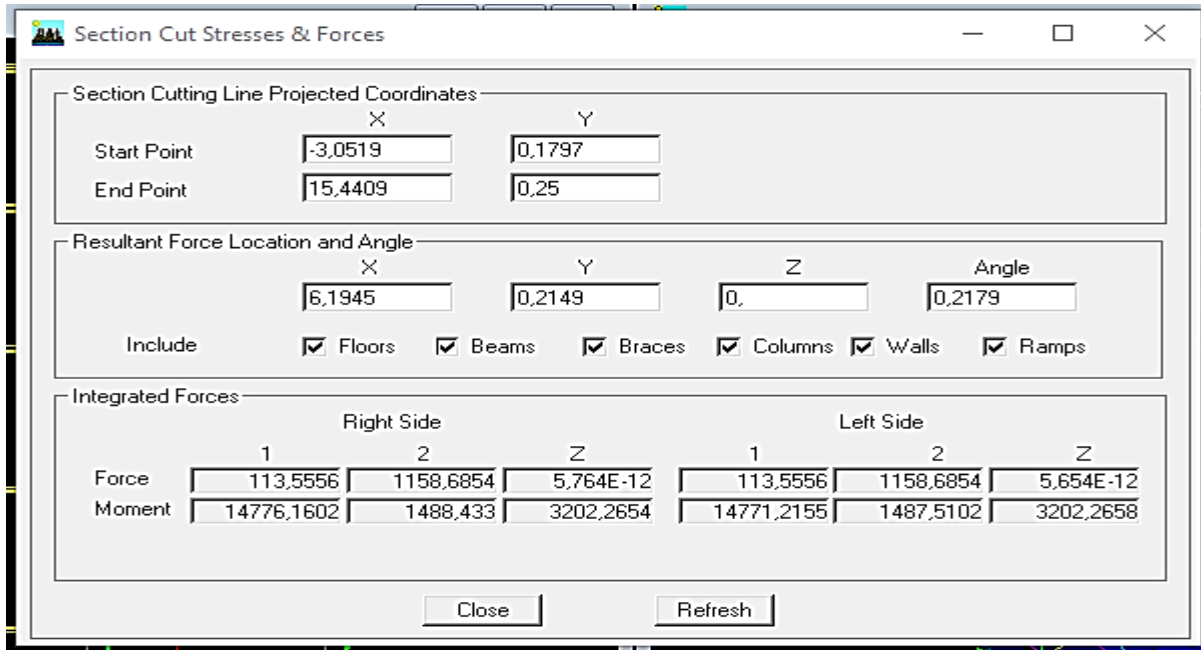 Section Cut Stresses & Forces
Section Cutting Line Projected Coordinates
X Y
Start Point -3,0519 0,1797
End Point 15,4409 0,25
Resultant Force Location and Angle
X Y Z Angle
6,1945 0,2149 0, 0,2179
Include Floors Beams Braces Columns Walls Ramps
Integrated Forces
Right Side Left Side
1 2 Z 1 2 Z
Force 113,5556 1158,6854 5,764E-12 113,5556 1158,6854 5,654E-12
Moment 14776,1602 1488,433 3202,2654 14771,2155 1487,5102 3202,2658
Close Refresh